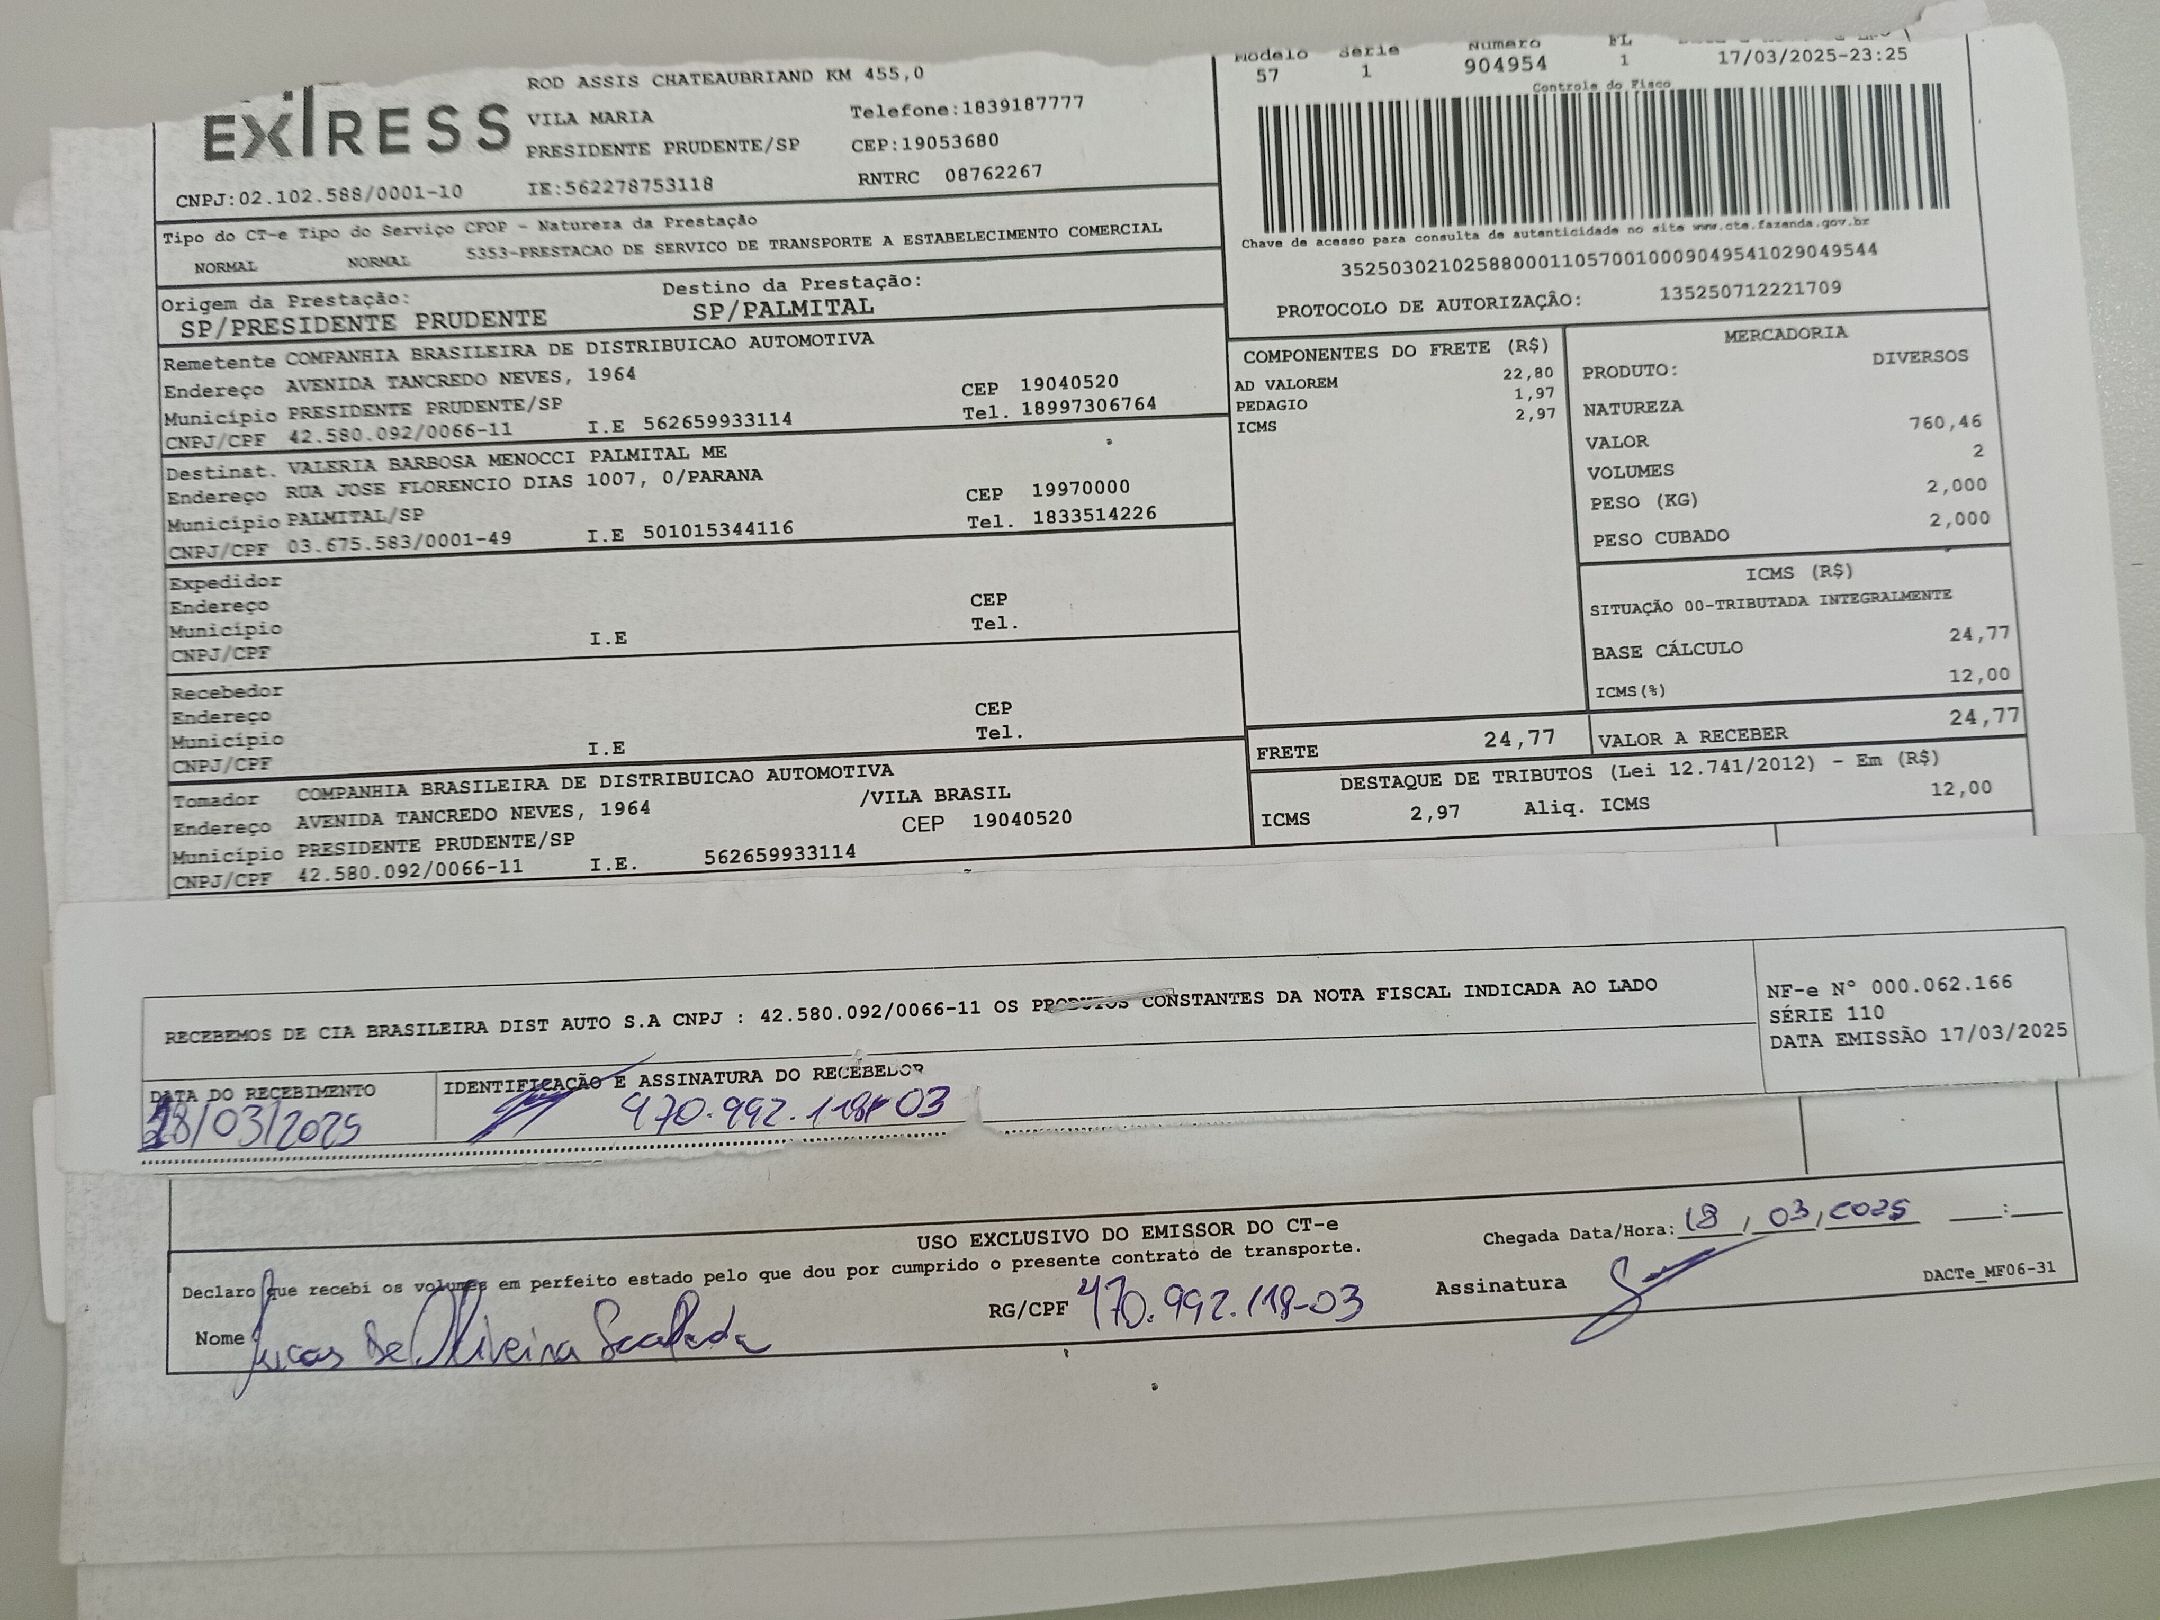 ROD ASSIS CHATEAUBRIAND KM 455,0
VILA MARIA Telefone:1839187777
PRESIDENTE PRUDENTE/SP CEP:19053680
CNPJ:02.102.588/0001-10 IE:562278753118 RNTRC 08762267
Modelo Serie Numero FL
57 1 904954 1 17/03/2025-23:25
Controle do Fisco
Chave de acesso para consulta de autenticidade no site www.cte.fazenda.gov.br
35250302102588000110570010009049541029049544
PROTOCOLO DE AUTORIZAÇÃO: 135250712221709
Tipo do CT-e Tipo do Serviço CFOP - Natureza da Prestação
NORMAL NORMAL 5353-PRESTACAO DE SERVICO DE TRANSPORTE A ESTABELECIMENTO COMERCIAL
Origem da Prestação: Destino da Prestação:
SP/PRESIDENTE PRUDENTE SP/PALMITAL
Remetente COMPANHIA BRASILEIRA DE DISTRIBUICAO AUTOMOTIVA
Endereço AVENIDA TANCREDO NEVES, 1964 CEP 19040520
Município PRESIDENTE PRUDENTE/SP Tel. 18997306764
CNPJ/CPF 42.580.092/0066-11 I.E 562659933114
Destinat. VALERIA BARBOSA MENOCCI PALMITAL ME
Endereço RUA JOSE FLORENCIO DIAS 1007, 0/PARANA CEP 19970000
Município PALMITAL/SP Tel. 1833514226
CNPJ/CPF 03.675.583/0001-49 I.E 501015344116
Expedidor
Endereço CEP
Município Tel.
CNPJ/CPF I.E
Recebedor
Endereço CEP
Município Tel.
CNPJ/CPF I.E
Tomador COMPANHIA BRASILEIRA DE DISTRIBUICAO AUTOMOTIVA
Endereço AVENIDA TANCREDO NEVES, 1964 /VILA BRASIL
Município PRESIDENTE PRUDENTE/SP CEP 19040520
CNPJ/CPF 42.580.092/0066-11 I.E. 562659933114
COMPONENTES DO FRETE (R$)
AD VALOREM 22,80
PEDAGIO 1,97
ICMS 2,97
MERCADORIA
PRODUTO: DIVERSOS
NATUREZA
VALOR 760,46
VOLUMES 2
PESO (KG) 2,000
PESO CUBADO 2,000
ICMS (R$)
SITUAÇÃO 00-TRIBUTADA INTEGRALMENTE
BASE CÁLCULO 24,77
ICMS(%) 12,00
FRETE 24,77 VALOR A RECEBER 24,77
DESTAQUE DE TRIBUTOS (Lei 12.741/2012) - Em (R$)
ICMS 2,97 Aliq. ICMS 12,00
RECEBEMOS DE CIA BRASILEIRA DIST AUTO S.A CNPJ : 42.580.092/0066-11 OS PRODUTOS CONSTANTES DA NOTA FISCAL INDICADA AO LADO
NF-e N° 000.062.166
SÉRIE 110
DATA EMISSÃO 17/03/2025
DATA DO RECEBIMENTO IDENTIFICAÇÃO E ASSINATURA DO RECEBEDOR
18/03/2025 470.992.118-03
USO EXCLUSIVO DO EMISSOR DO CT-e
Declaro que recebi os volumes em perfeito estado pelo que dou por cumprido o presente contrato de transporte.
Chegada Data/Hora: 18/03/2025 __:__
Nome Lucas De Oliveira RG/CPF 470.992.118-03 Assinatura
DACTe_MF06-31